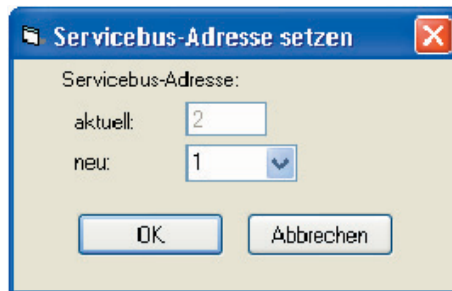 Servicebus-Adresse setzen
Servicebus-Adresse:
aktuell: 2
neu: 1
OK Abbrechen